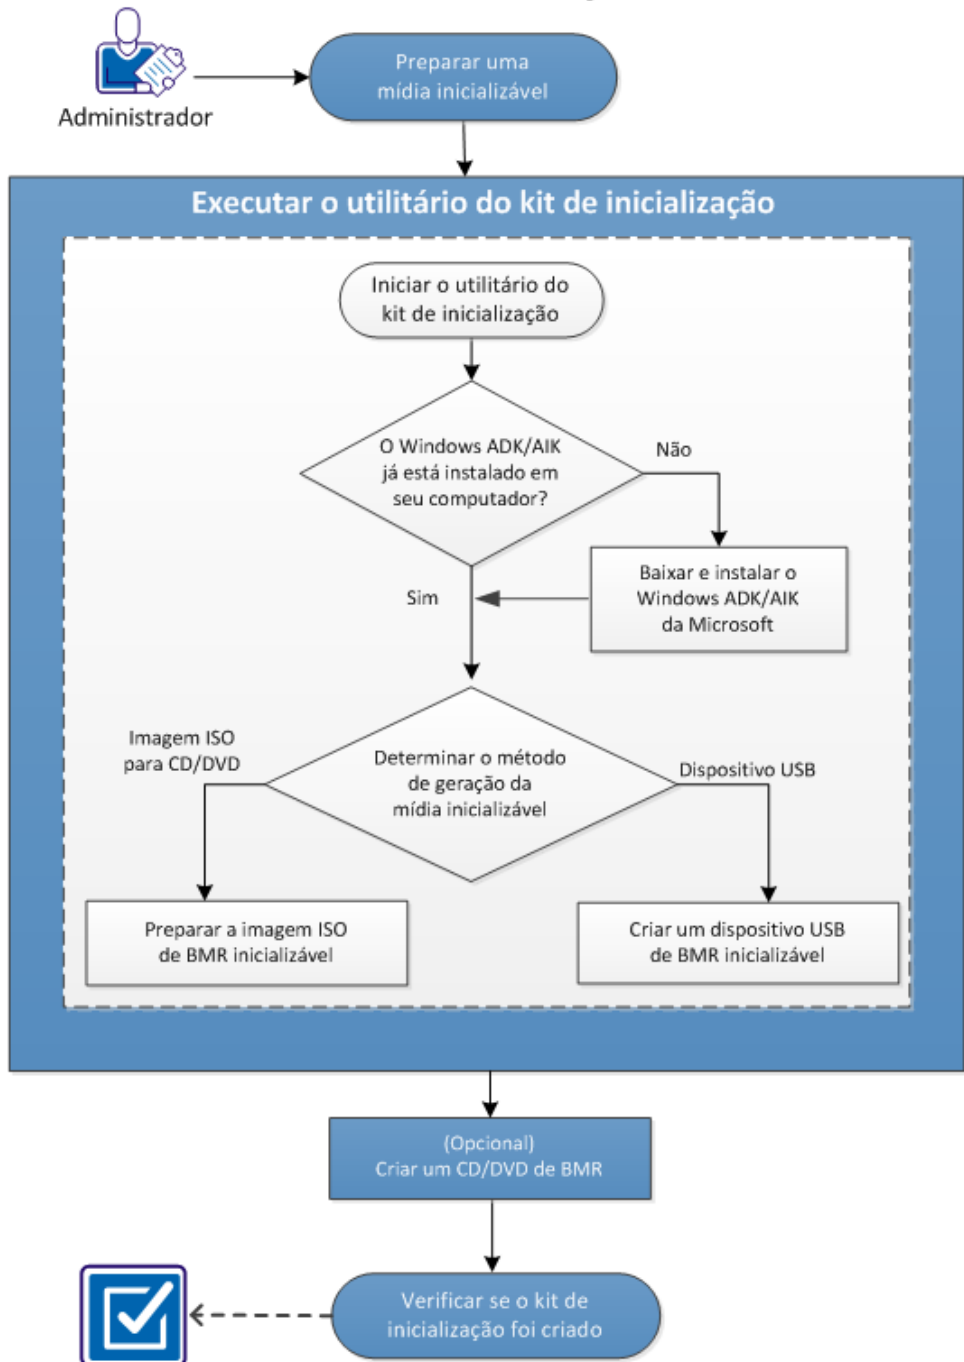 Preparar uma
mídia inicializável
Administrador
Executar o utilitário do kit de inicialização
Iniciar o utilitário do
kit de inicialização
O Windows ADK/AIK
já está instalado em
seu computador?
Não
Baixar e instalar o
Windows ADK/AIK
da Microsoft
Sim
Imagem ISO
para CD/DVD
Determinar o método
de geração da
mídia inicializável
Dispositivo USB
Preparar a imagem ISO
de BMR inicializável
Criar um dispositivo USB
de BMR inicializável
(Opcional)
Criar um CD/DVD de BMR
Verificar se o kit de
inicialização foi criado